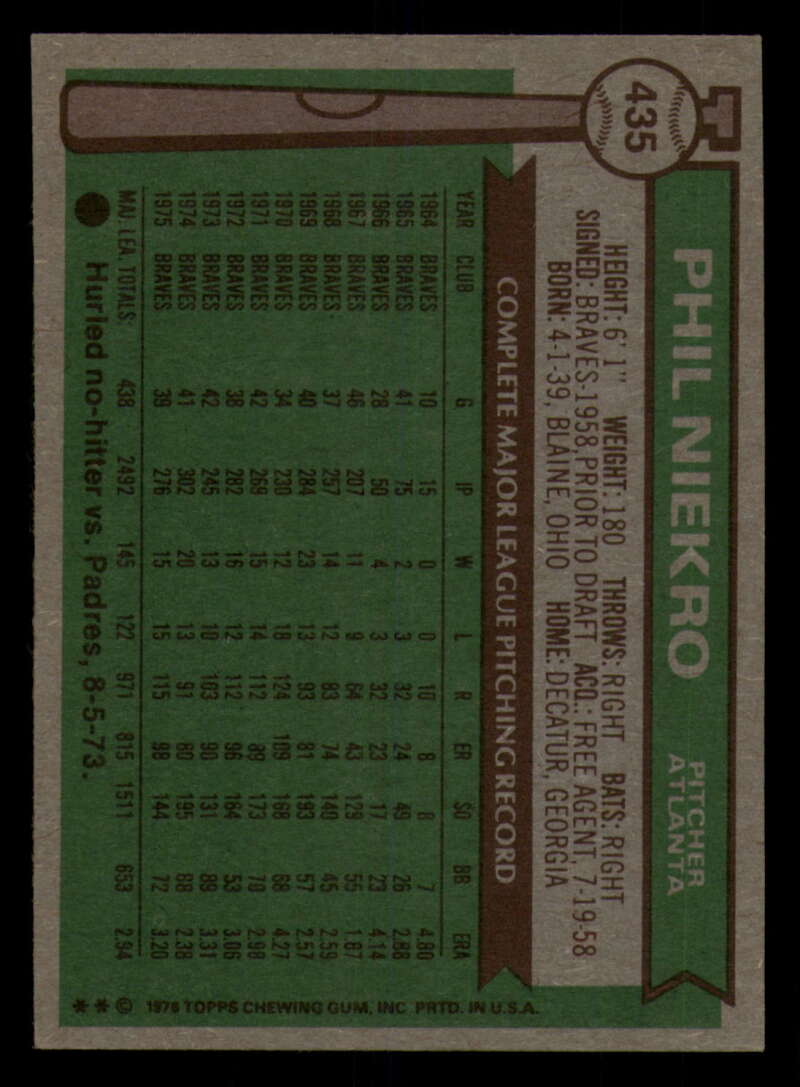 435
PHIL NIEKRO
PITCHER
ATLANTA
HEIGHT: 6' 1" WEIGHT: 180 THROWS: RIGHT BATS: RIGHT
SIGNED: BRAVES-1958, PRIOR TO DRAFT ACQ.: FREE AGENT, 7-19-58
BORN: 4-1-39, BLAINE, OHIO HOME: DECATUR, GEORGIA
COMPLETE MAJOR LEAGUE PITCHING RECORD
YEAR CLUB G IP W L R ER SO BB ERA
1964 BRAVES 10 15 0 0 10 8 8 7 4.80
1965 BRAVES 41 75 2 3 32 24 49 26 2.88
1966 BRAVES 28 50 4 3 32 23 17 23 4.14
1967 BRAVES 46 207 11 9 64 43 129 55 1.87
1968 BRAVES 37 257 14 12 83 74 140 45 2.59
1969 BRAVES 40 284 23 13 93 81 193 57 2.57
1970 BRAVES 34 230 12 18 124 109 168 68 4.27
1971 BRAVES 42 269 15 14 112 89 173 70 2.98
1972 BRAVES 38 282 16 12 112 96 164 53 3.06
1973 BRAVES 42 245 13 10 103 90 131 89 3.31
1974 BRAVES 41 302 20 13 91 80 195 88 2.38
1975 BRAVES 39 276 15 15 115 98 144 72 3.20
MAJ. LEA. TOTALS: 438 2492 145 122 971 815 1511 653 2.94
Hurled no-hitter vs. Padres, 8-5-73.
** © 1976 TOPPS CHEWING GUM, INC. PRTD. IN U.S.A.